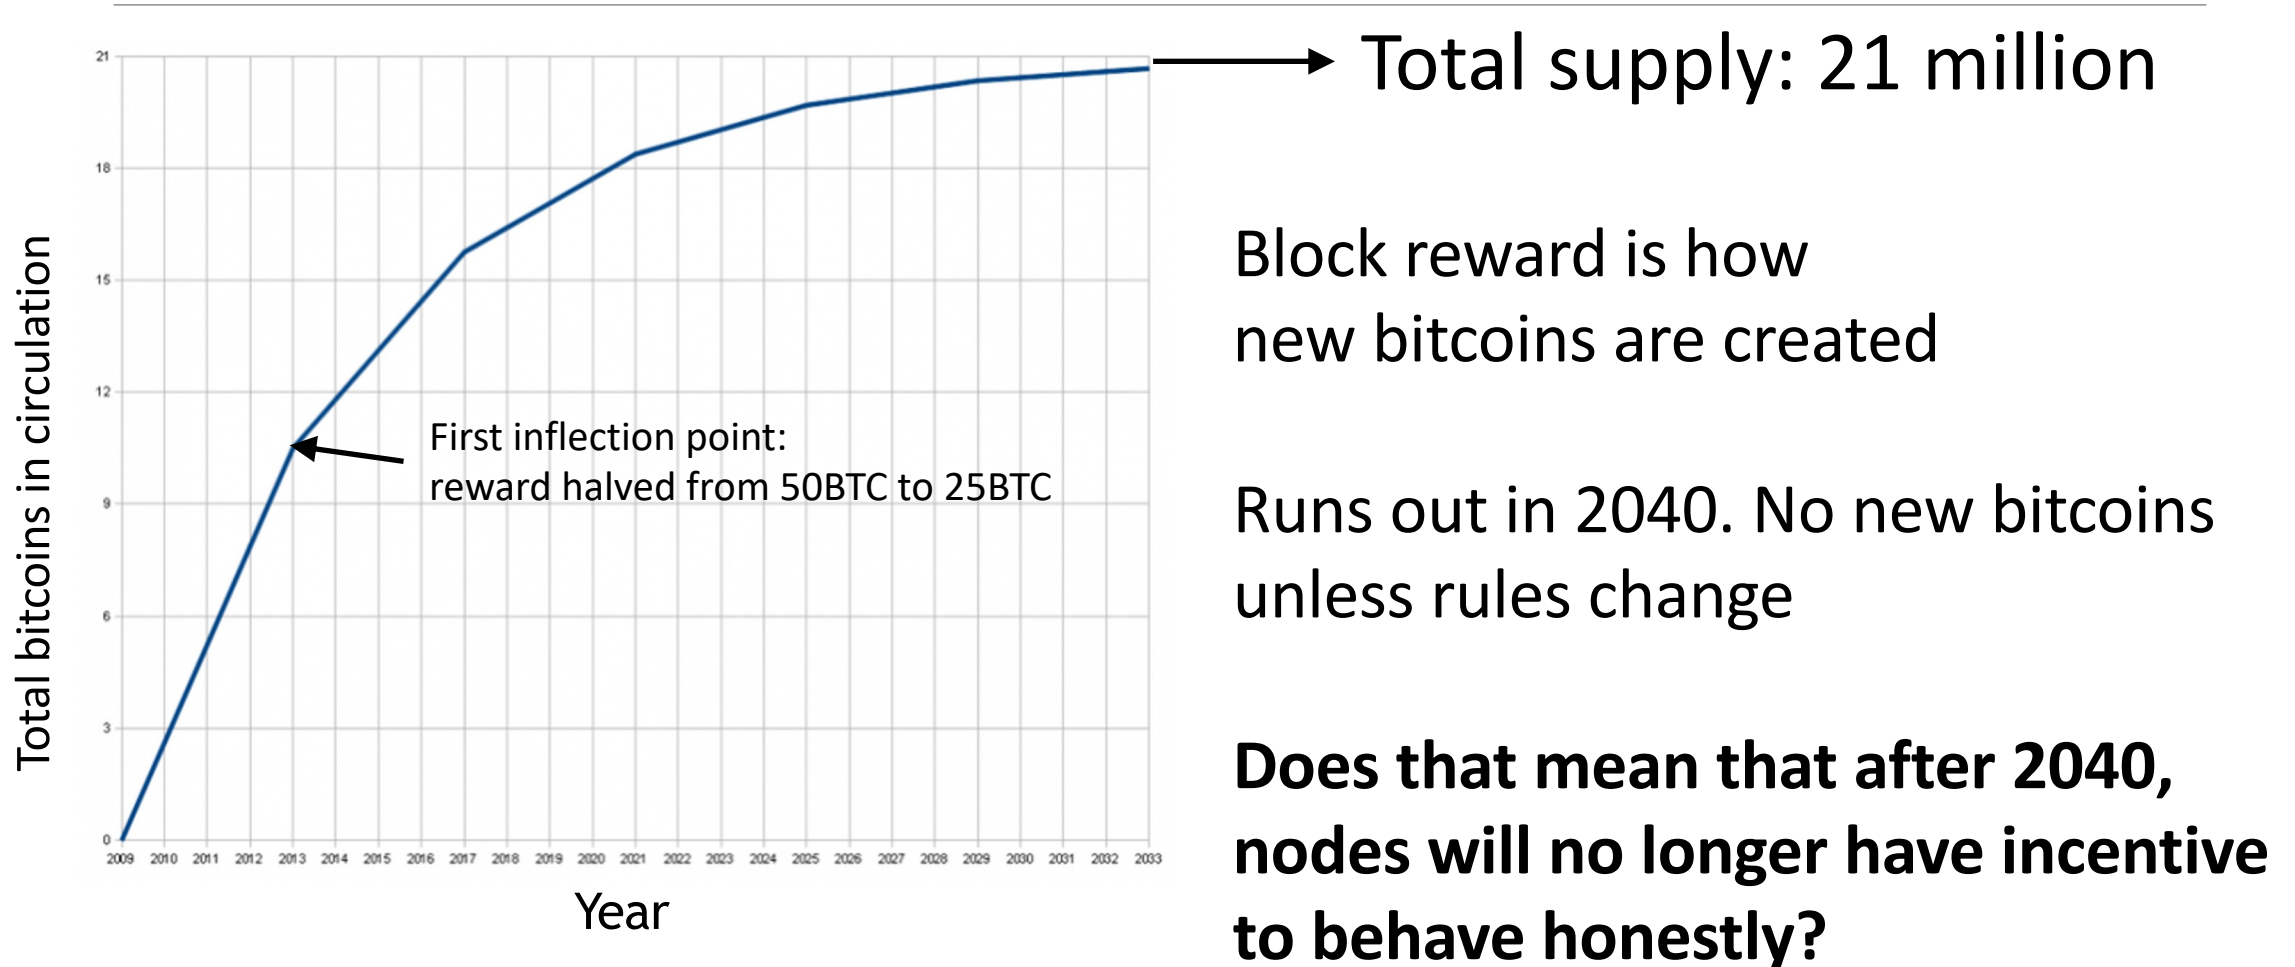 Total supply: 21 million
Block reward is how
new bitcoins are created
Runs out in 2040. No new bitcoins
unless rules change
Does that mean that after 2040,
nodes will no longer have incentive
to behave honestly?
Total bitcoins in circulation
21
18
15
12
9
6
3
0
First inflection point:
reward halved from 50BTC to 25BTC
2009 2010 2011 2012 2013 2014 2015 2016 2017 2018 2019 2020 2021 2022 2023 2024 2025 2026 2027 2028 2029 2030 2031 2032 2033
Year